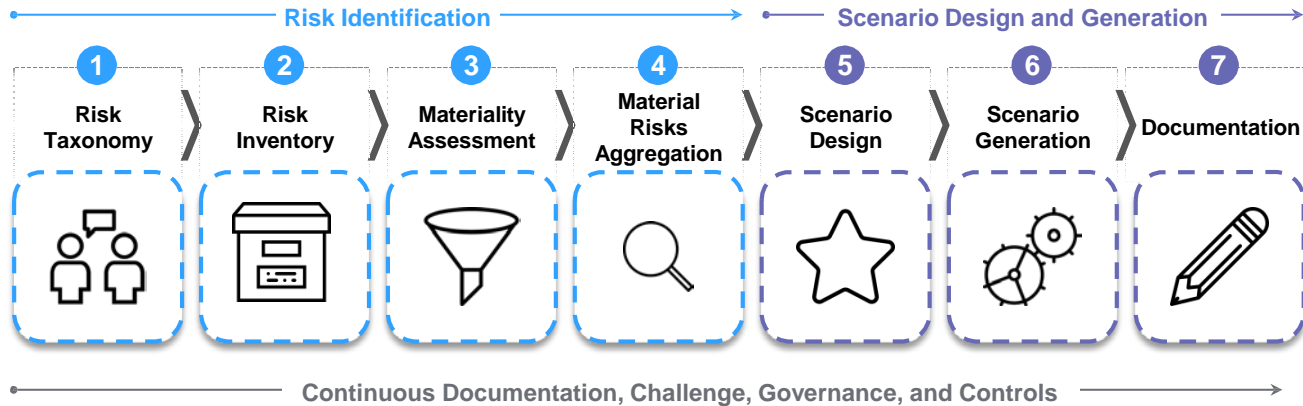 Risk Identification
Scenario Design and Generation
1
2
3
4
5
6
7
Risk
Taxonomy
Risk
Inventory
Materiality
Assessment
Material
Risks
Aggregation
Scenario
Design
Scenario
Generation
Documentation
Continuous Documentation, Challenge, Governance, and Controls